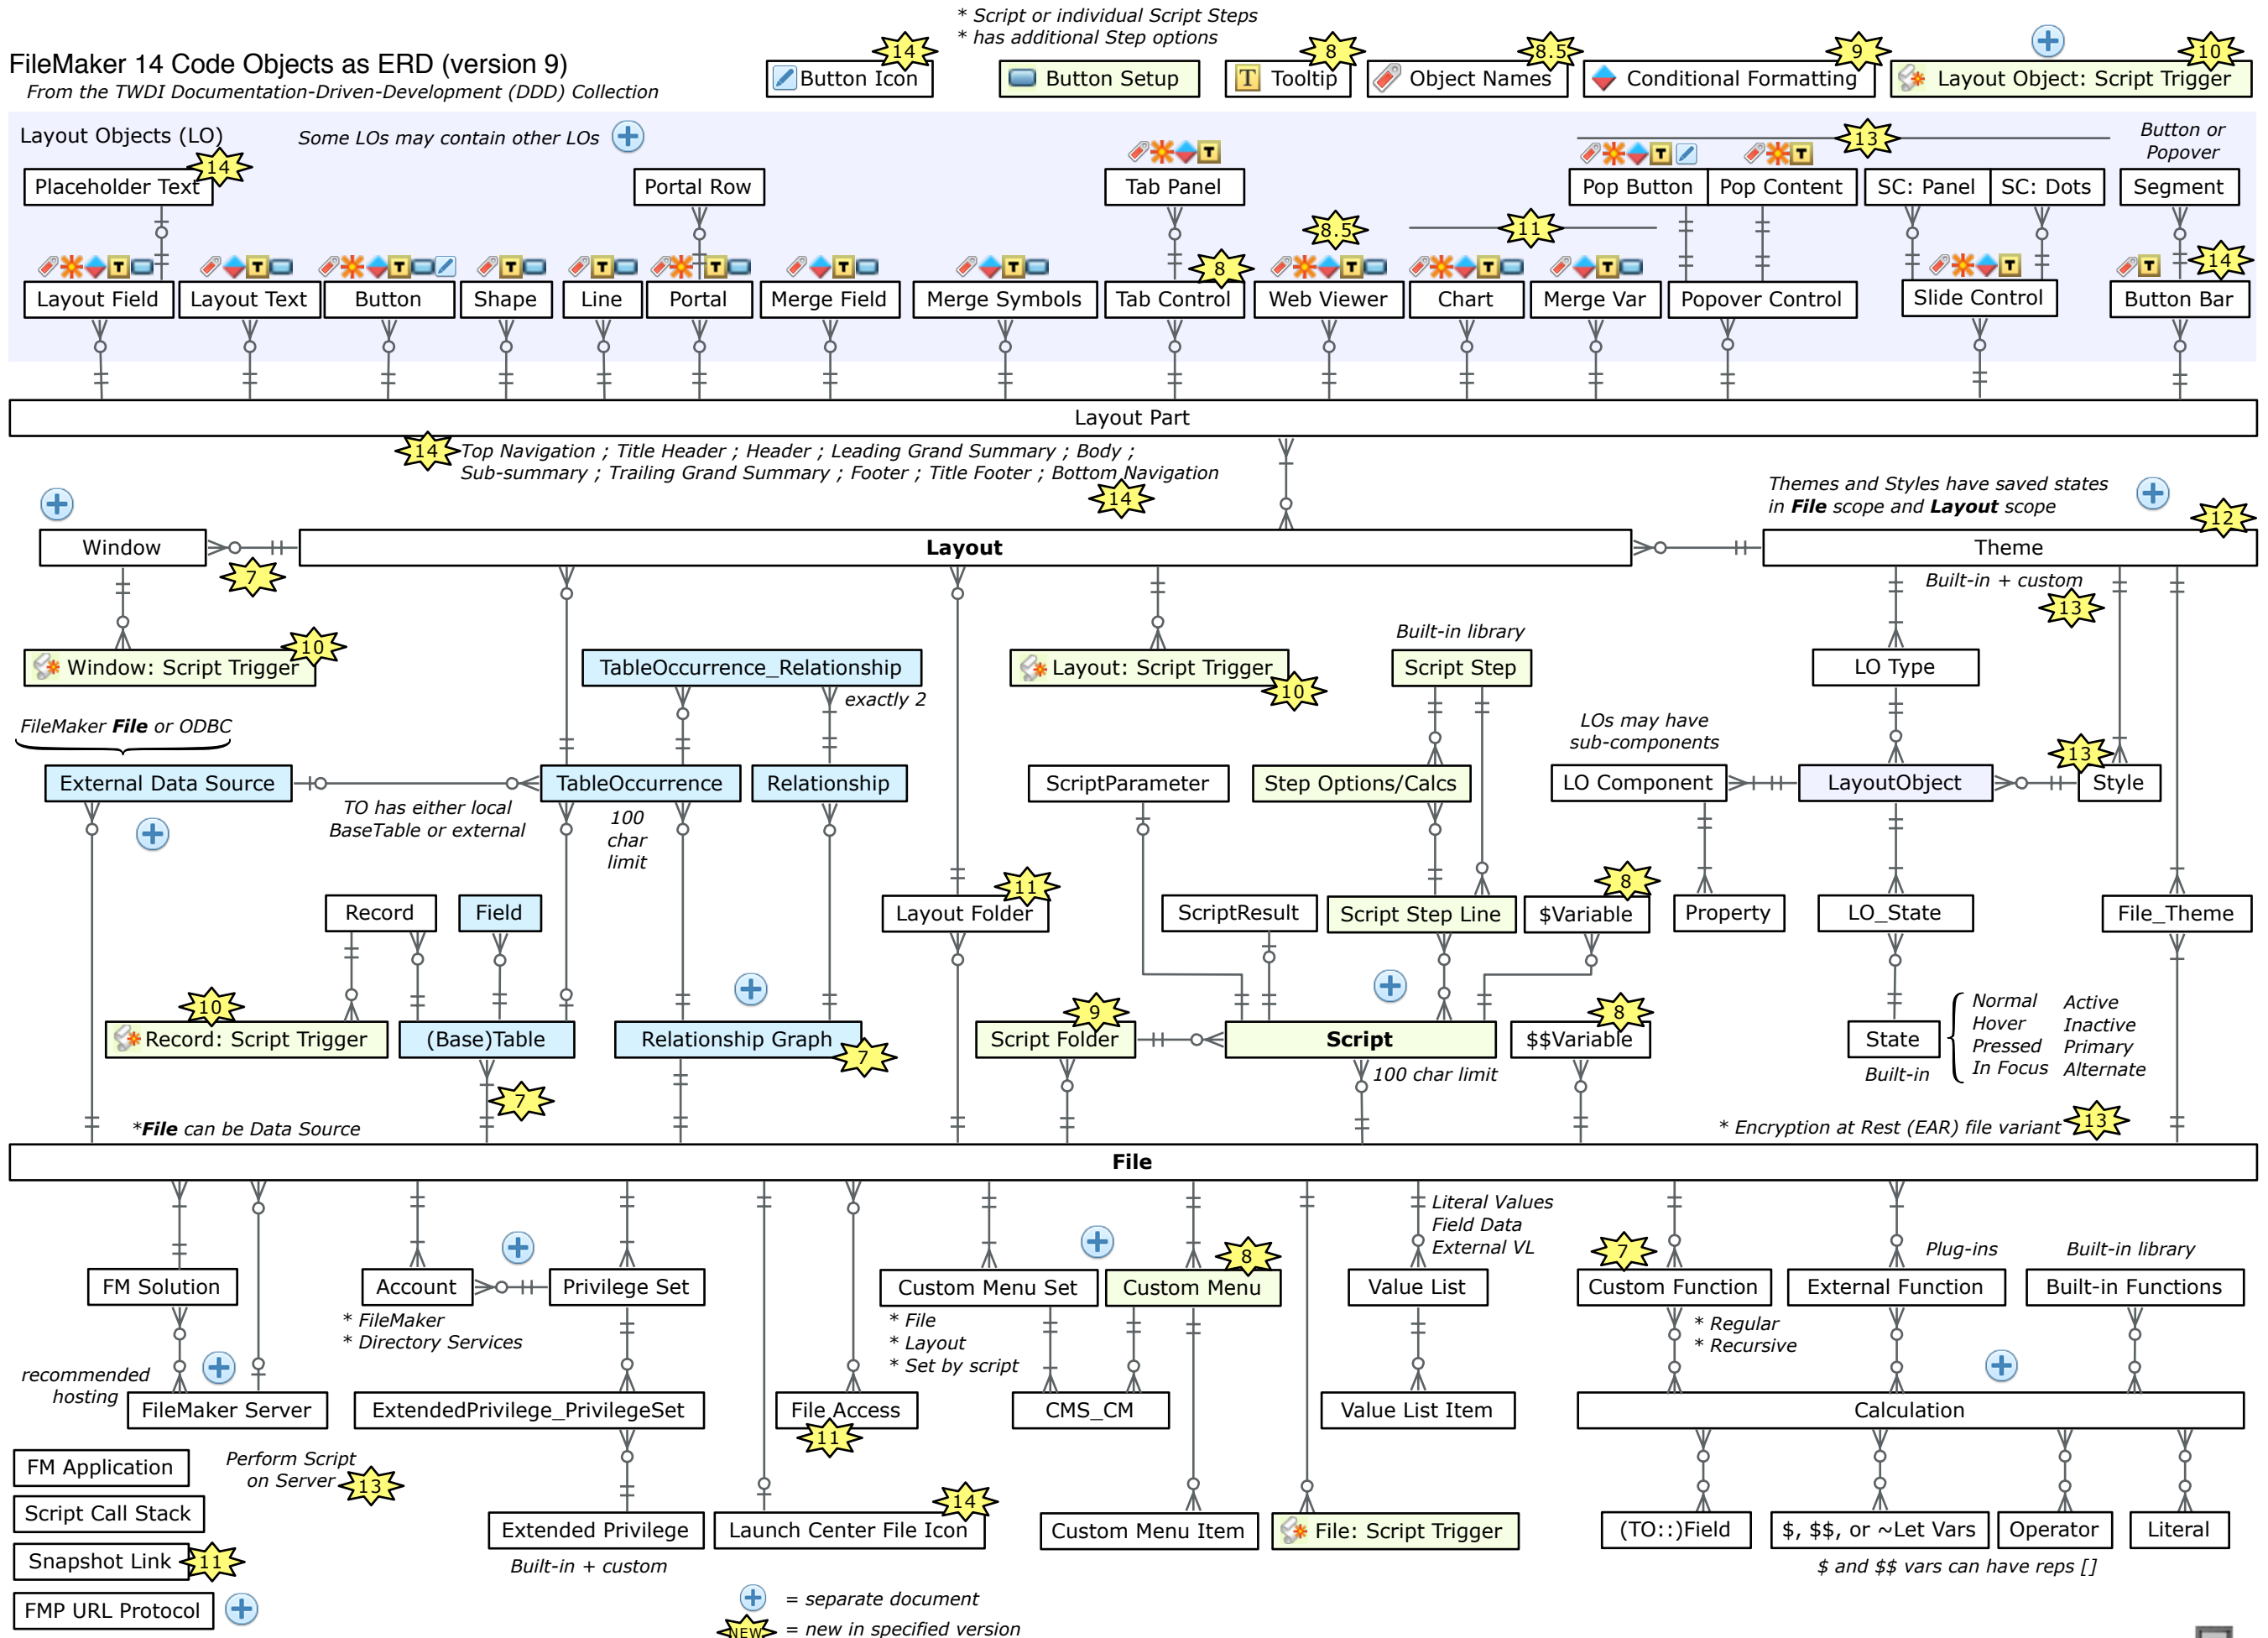 * Script or individual Script Steps
* has additional Step options
FileMaker 14 Code Objects as ERD (version 9)
From the TWDI Documentation-Driven-Development (DDD) Collection
14
Button Icon
Button Setup
8
T Tooltip
8.5
Object Names
9
Conditional Formatting
10
Layout Object: Script Trigger
Layout Objects (LO)
Some LOs may contain other LOs
14
Placeholder Text
Portal Row
Tab Panel
13
Pop Button
Pop Content
SC: Panel
SC: Dots
Button or
Popover
Segment
8.5
11
8
14
Layout Field
Layout Text
Button
Shape
Line
Portal
Merge Field
Merge Symbols
Tab Control
Web Viewer
Chart
Merge Var
Popover Control
Slide Control
Button Bar
Layout Part
14
Top Navigation ; Title Header ; Header ; Leading Grand Summary ; Body ;
Sub-summary ; Trailing Grand Summary ; Footer ; Title Footer ; Bottom Navigation
14
Themes and Styles have saved states
in File scope and Layout scope
12
Window
7
Layout
Theme
Built-in + custom
13
10
Window: Script Trigger
TableOccurrence_Relationship
exactly 2
Layout: Script Trigger
10
Built-in library
Script Step
LO Type
FileMaker File or ODBC
External Data Source
TO has either local
BaseTable or external
TableOccurrence
100
char
limit
Relationship
ScriptParameter
Step Options/Calcs
LOs may have
sub-components
LO Component
LayoutObject
13
Style
Record
Field
11
Layout Folder
ScriptResult
Script Step Line
8
$Variable
Property
LO_State
File_Theme
10
Record: Script Trigger
(Base)Table
7
Relationship Graph
7
9
Script Folder
Script
100 char limit
8
$$Variable
State
Built-in
Normal
Hover
Pressed
In Focus
Active
Inactive
Primary
Alternate
*File can be Data Source
* Encryption at Rest (EAR) file variant
13
File
FM Solution
recommended
hosting
FileMaker Server
Account
* FileMaker
* Directory Services
Privilege Set
ExtendedPrivilege_PrivilegeSet
File Access
11
Custom Menu Set
* File
* Layout
* Set by script
8
Custom Menu
CMS_CM
Literal Values
Field Data
External VL
Value List
Value List Item
7
Custom Function
* Regular
* Recursive
Plug-ins
External Function
Built-in library
Built-in Functions
Calculation
FM Application
Script Call Stack
Snapshot Link
11
FMP URL Protocol
Perform Script
on Server
13
Extended Privilege
Built-in + custom
14
Launch Center File Icon
Custom Menu Item
File: Script Trigger
(TO::)Field
$, $$, or ~Let Vars
Operator
Literal
$ and $$ vars can have reps []
= separate document
NEW = new in specified version